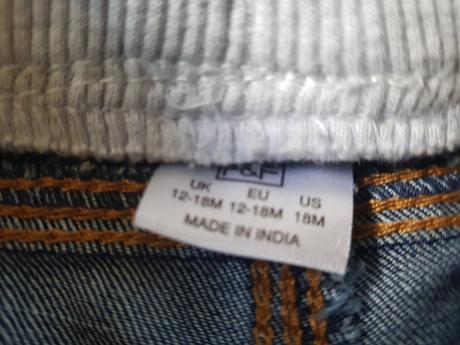 F&F
UK EU US
12-18M 12-18M 18M
MADE IN INDIA